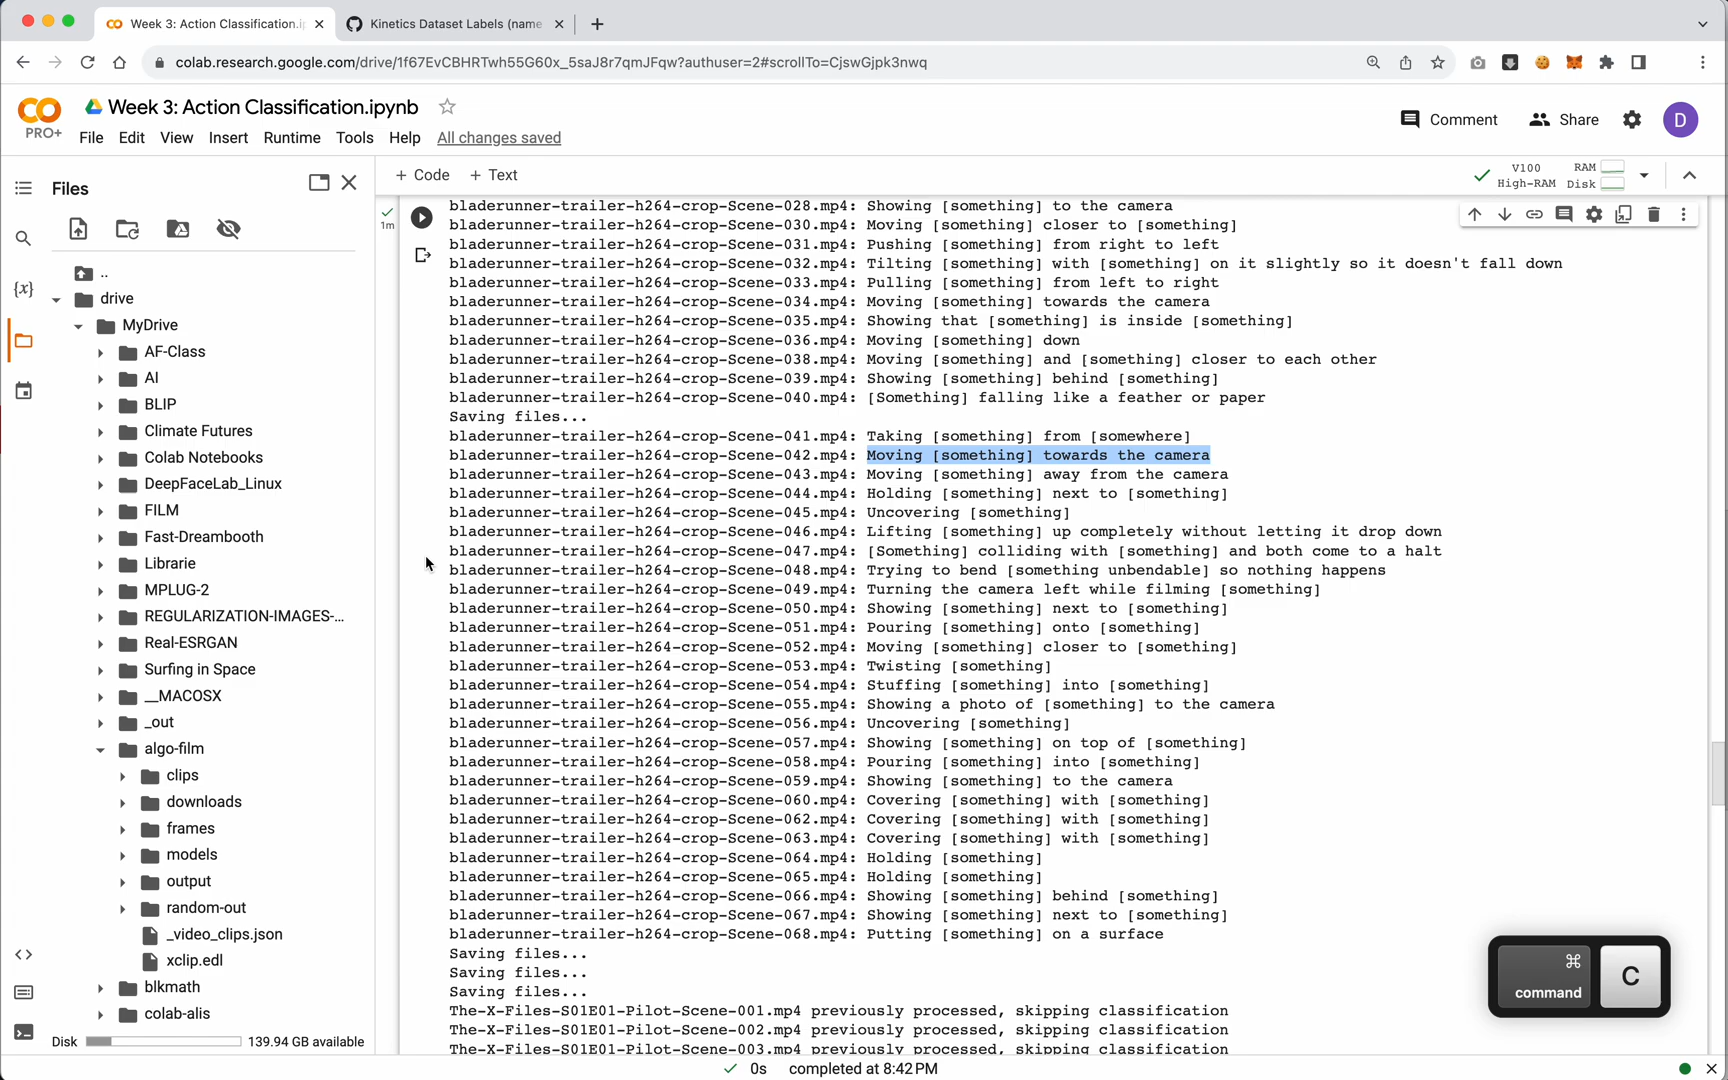 Week 3: Action Classification.i
Kinetics Dataset Labels (name
colab.research.google.com/drive/1f67EvCBHRTwh55G60x_5saJ8r7qmJFqw?authuser=2#scrollTo=CjswGjpk3nwq
PRO+
Week 3: Action Classification.ipynb
File Edit View Insert Runtime Tools Help All changes saved
Comment Share D
Files
+ Code + Text
V100 High-RAM
RAM Disk
1m
..
drive
MyDrive
AF-Class
AI
BLIP
Climate Futures
Colab Notebooks
DeepFaceLab_Linux
FILM
Fast-Dreambooth
Librarie
MPLUG-2
REGULARIZATION-IMAGES-...
Real-ESRGAN
Surfing in Space
__MACOSX
_out
algo-film
clips
downloads
frames
models
output
random-out
_video_clips.json
xclip.edl
blkmath
colab-alis
Disk 139.94 GB available
{x}
<>
bladerunner-trailer-h264-crop-Scene-028.mp4: Showing [something] to the camera
bladerunner-trailer-h264-crop-Scene-030.mp4: Moving [something] closer to [something]
bladerunner-trailer-h264-crop-Scene-031.mp4: Pushing [something] from right to left
bladerunner-trailer-h264-crop-Scene-032.mp4: Tilting [something] with [something] on it slightly so it doesn't fall down
bladerunner-trailer-h264-crop-Scene-033.mp4: Pulling [something] from left to right
bladerunner-trailer-h264-crop-Scene-034.mp4: Moving [something] towards the camera
bladerunner-trailer-h264-crop-Scene-035.mp4: Showing that [something] is inside [something]
bladerunner-trailer-h264-crop-Scene-036.mp4: Moving [something] down
bladerunner-trailer-h264-crop-Scene-038.mp4: Moving [something] and [something] closer to each other
bladerunner-trailer-h264-crop-Scene-039.mp4: Showing [something] behind [something]
bladerunner-trailer-h264-crop-Scene-040.mp4: [Something] falling like a feather or paper
Saving files...
bladerunner-trailer-h264-crop-Scene-041.mp4: Taking [something] from [somewhere]
bladerunner-trailer-h264-crop-Scene-042.mp4: Moving [something] towards the camera
bladerunner-trailer-h264-crop-Scene-043.mp4: Moving [something] away from the camera
bladerunner-trailer-h264-crop-Scene-044.mp4: Holding [something] next to [something]
bladerunner-trailer-h264-crop-Scene-045.mp4: Uncovering [something]
bladerunner-trailer-h264-crop-Scene-046.mp4: Lifting [something] up completely without letting it drop down
bladerunner-trailer-h264-crop-Scene-047.mp4: [Something] colliding with [something] and both come to a halt
bladerunner-trailer-h264-crop-Scene-048.mp4: Trying to bend [something unbendable] so nothing happens
bladerunner-trailer-h264-crop-Scene-049.mp4: Turning the camera left while filming [something]
bladerunner-trailer-h264-crop-Scene-050.mp4: Showing [something] next to [something]
bladerunner-trailer-h264-crop-Scene-051.mp4: Pouring [something] onto [something]
bladerunner-trailer-h264-crop-Scene-052.mp4: Moving [something] closer to [something]
bladerunner-trailer-h264-crop-Scene-053.mp4: Twisting [something]
bladerunner-trailer-h264-crop-Scene-054.mp4: Stuffing [something] into [something]
bladerunner-trailer-h264-crop-Scene-055.mp4: Showing a photo of [something] to the camera
bladerunner-trailer-h264-crop-Scene-056.mp4: Uncovering [something]
bladerunner-trailer-h264-crop-Scene-057.mp4: Showing [something] on top of [something]
bladerunner-trailer-h264-crop-Scene-058.mp4: Pouring [something] into [something]
bladerunner-trailer-h264-crop-Scene-059.mp4: Showing [something] to the camera
bladerunner-trailer-h264-crop-Scene-060.mp4: Covering [something] with [something]
bladerunner-trailer-h264-crop-Scene-062.mp4: Covering [something] with [something]
bladerunner-trailer-h264-crop-Scene-063.mp4: Covering [something] with [something]
bladerunner-trailer-h264-crop-Scene-064.mp4: Holding [something]
bladerunner-trailer-h264-crop-Scene-065.mp4: Holding [something]
bladerunner-trailer-h264-crop-Scene-066.mp4: Showing [something] behind [something]
bladerunner-trailer-h264-crop-Scene-067.mp4: Showing [something] next to [something]
bladerunner-trailer-h264-crop-Scene-068.mp4: Putting [something] on a surface
Saving files...
Saving files...
Saving files...
The-X-Files-S01E01-Pilot-Scene-001.mp4 previously processed, skipping classification
The-X-Files-S01E01-Pilot-Scene-002.mp4 previously processed, skipping classification
The-X-Files-S01E01-Pilot-Scene-003.mp4 previously processed, skipping classification
⌘
command
C
0s completed at 8:42 PM